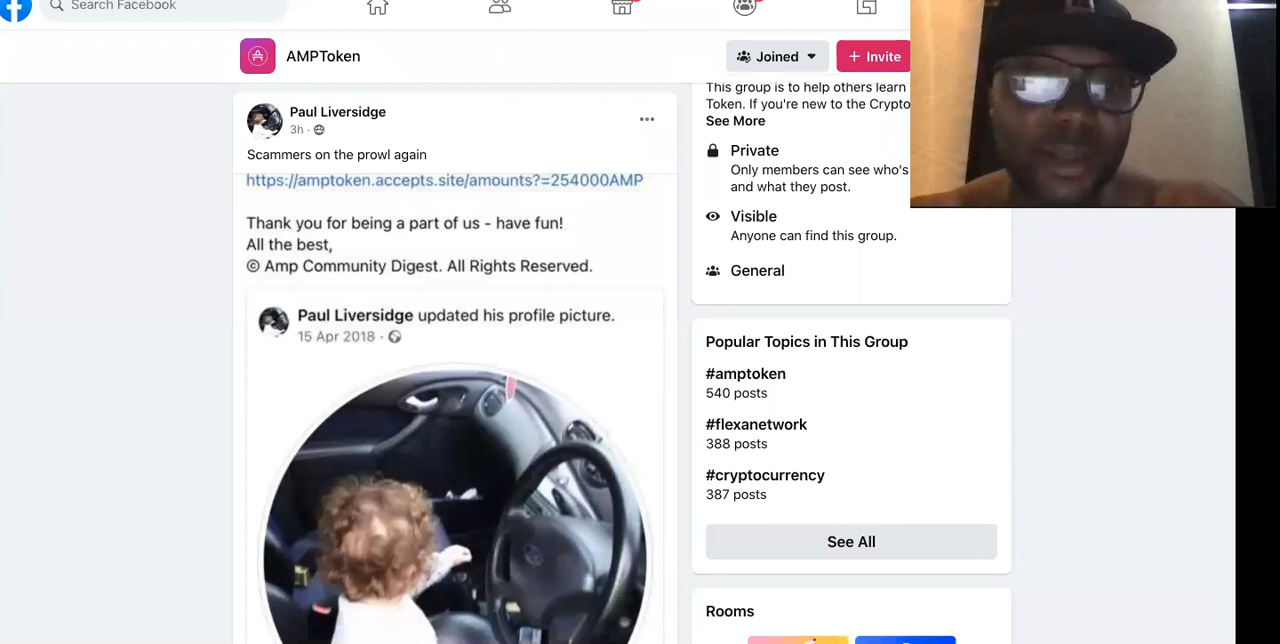 Search Facebook
AMPToken
Joined
+ Invite
Paul Liversidge
3h ·
Scammers on the prowl again
https://amptoken.accepts.site/amounts?=254000AMP
Thank you for being a part of us - have fun!
All the best,
© Amp Community Digest. All Rights Reserved.
Paul Liversidge updated his profile picture.
15 Apr 2018 ·
This group is to help others learn
Token. If you're new to the Crypto
See More
Private
Only members can see who's
and what they post.
Visible
Anyone can find this group.
General
Popular Topics in This Group
#amptoken
540 posts
#flexanetwork
388 posts
#cryptocurrency
387 posts
See All
Rooms